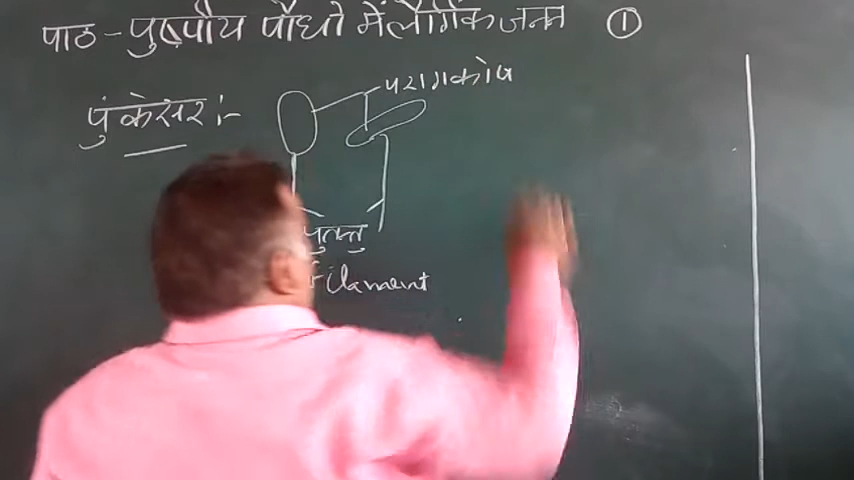 पाठ - पुष्पीय पौधो में लैंगिक जनन ①
पुंकेसर :-
परागकोष
पुतन्तु
Filament